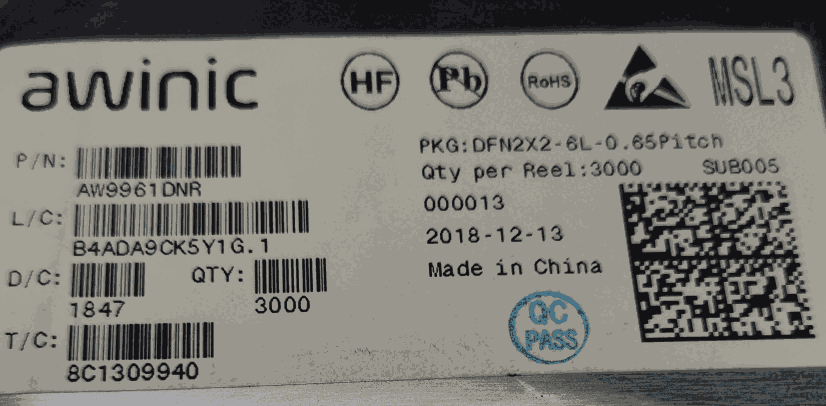 awinic HF Pb RoHS MSL3
P/N:
AW9961DNR
L/C:
B4ADA9CK5Y1G.1
D/C:
1847
QTY:
3000
T/C:
8C1309940
PKG:DFN2X2-6L-0.65Pitch
Qty per Reel:3000 SUB005
000013
2018-12-13
Made in China
QC
PASS